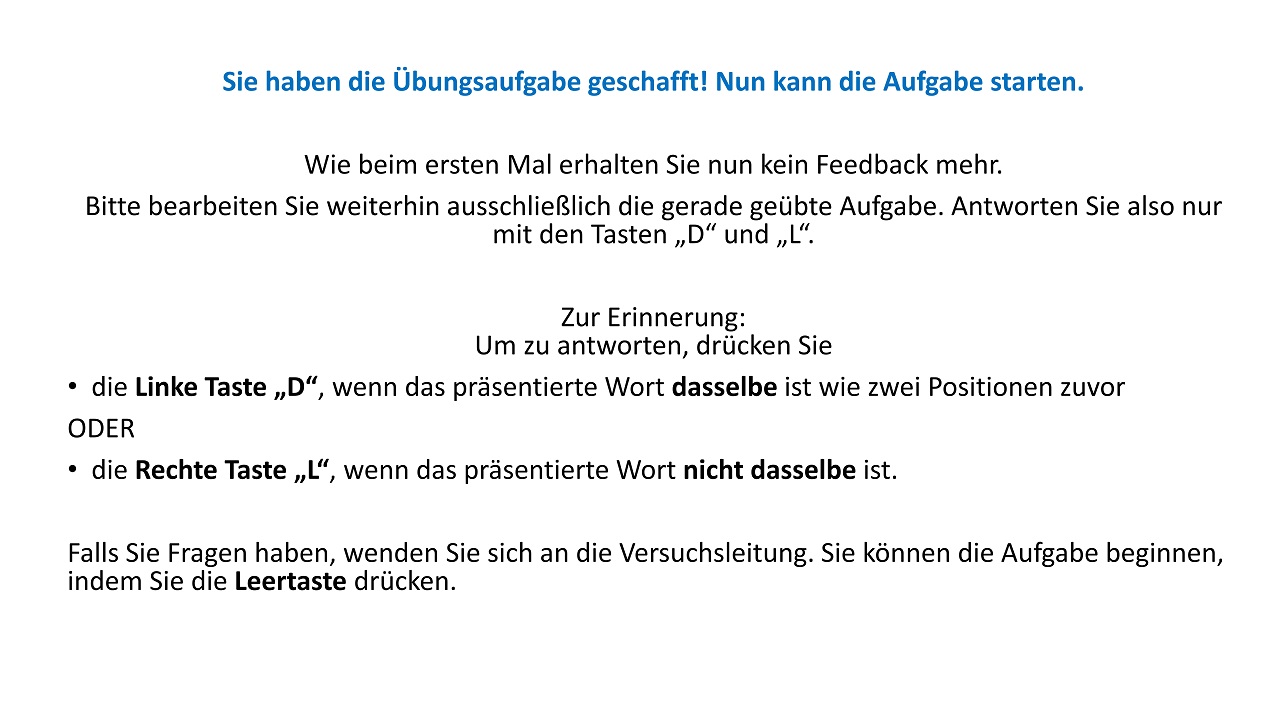 Sie haben die Übungsaufgabe geschafft! Nun kann die Aufgabe starten.
Wie beim ersten Mal erhalten Sie nun kein Feedback mehr.
Bitte bearbeiten Sie weiterhin ausschließlich die gerade geübte Aufgabe. Antworten Sie also nur
mit den Tasten „D“ und „L“.
Zur Erinnerung:
Um zu antworten, drücken Sie
• die Linke Taste „D“, wenn das präsentierte Wort dasselbe ist wie zwei Positionen zuvor
ODER
• die Rechte Taste „L“, wenn das präsentierte Wort nicht dasselbe ist.
Falls Sie Fragen haben, wenden Sie sich an die Versuchsleitung. Sie können die Aufgabe beginnen,
indem Sie die Leertaste drücken.